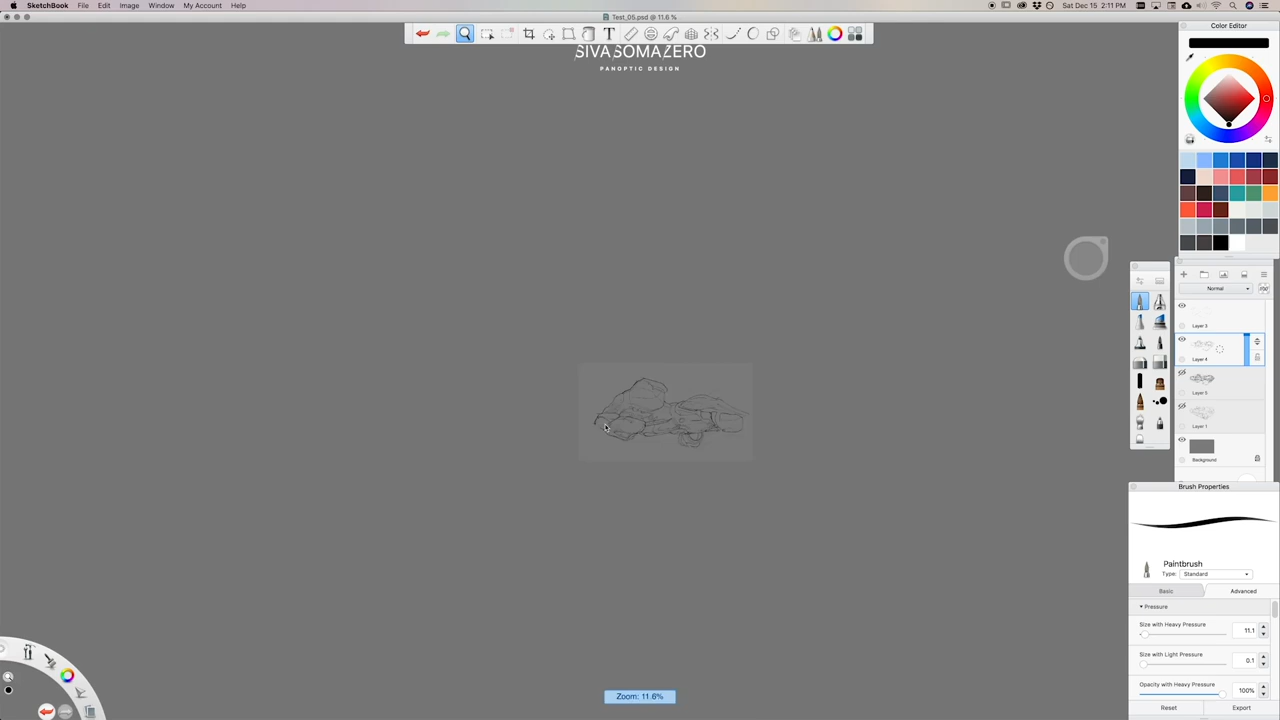 SketchBook File Edit Image Window My Account Help
Sat Dec 15 2:11 PM
Test_05.psd @ 11.6 %
T
SIVASOMAZERO
PANOPTIC DESIGN
Color Editor
Normal
Layer 3
Layer 4
Layer 5
Layer 1
Background
Brush Properties
Paintbrush
Type: Standard
Basic Advanced
Pressure
Size with Heavy Pressure
11.1
Size with Light Pressure
0.1
Opacity with Heavy Pressure
100%
Reset Export
Zoom: 11.6%